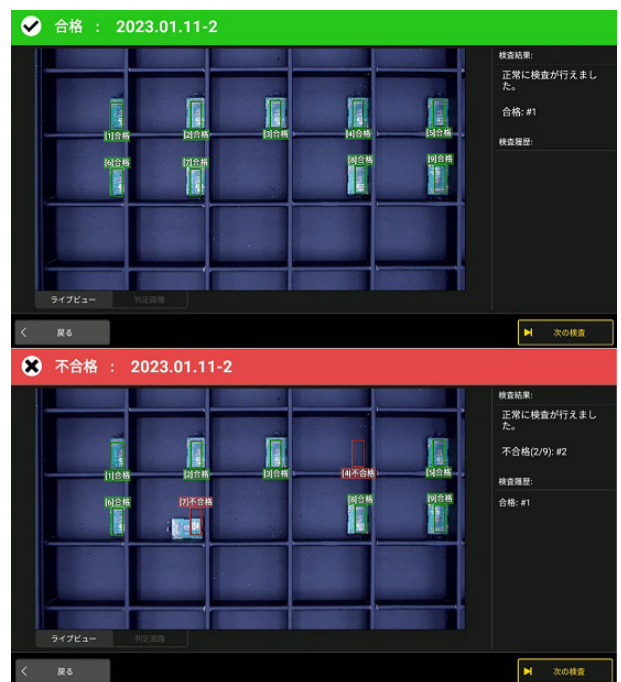 合格 : 2023.01.11-2
検査結果:
正常に検査が行えまし
た。
合格: #1
検査履歴:
[1]合格 [2]合格 [3]合格 [4]合格 [5]合格
[6]合格 [7]合格 [8]合格 [9]合格
ライブビュー 判定画像
戻る
次の検査
不合格 : 2023.01.11-2
検査結果:
正常に検査が行えまし
た。
不合格(2/9): #2
検査履歴:
合格: #1
[1]合格 [2]合格 [3]合格 [4]不合格 [5]合格
[6]合格 [7]不合格 [8]合格 [9]合格
ライブビュー 判定画像
戻る
次の検査